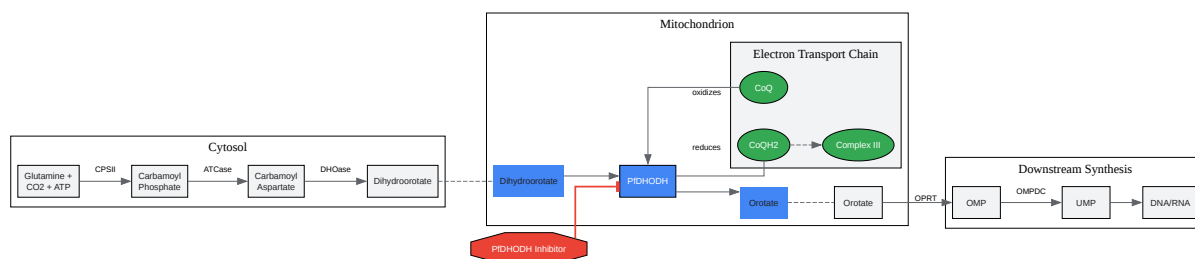 Mitochondrion
Electron Transport Chain
CoQ
oxidizes
Cytosol
reduces
CoQH2
Complex III
Glutamine +
CO2 + ATP
CPSII
Carbamoyl
Phosphate
ATCase
Carbamoyl
Aspartate
DHOase
Dihydroorotate
Dihydroorotate
PfDHODH
Orotate
Orotate
OPRT
Downstream Synthesis
OMP
OMPDC
UMP
DNA/RNA
PfDHODH Inhibitor